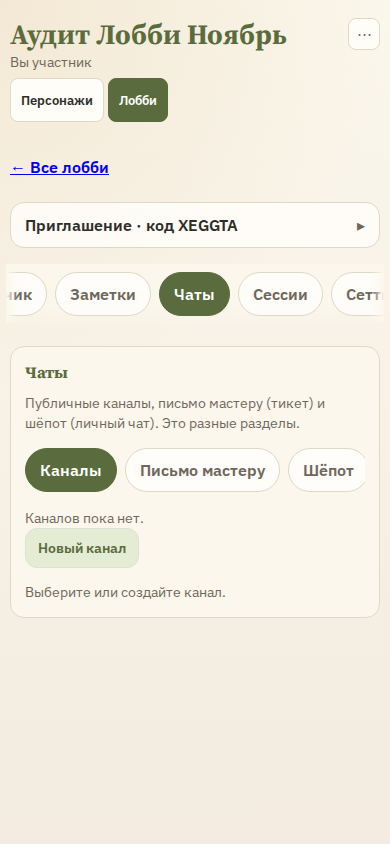 Аудит Лобби Ноябрь
...
Вы участник
Персонажи
Лобби
← Все лобби
Приглашение · код XEGGTA
Заметки
Чаты
Сессии
Чаты
Публичные каналы, письмо мастеру (тикет) и
шёпот (личный чат). Это разные разделы.
Каналы
Письмо мастеру
Шёпот
Каналов пока нет.
Новый канал
Выберите или создайте канал.